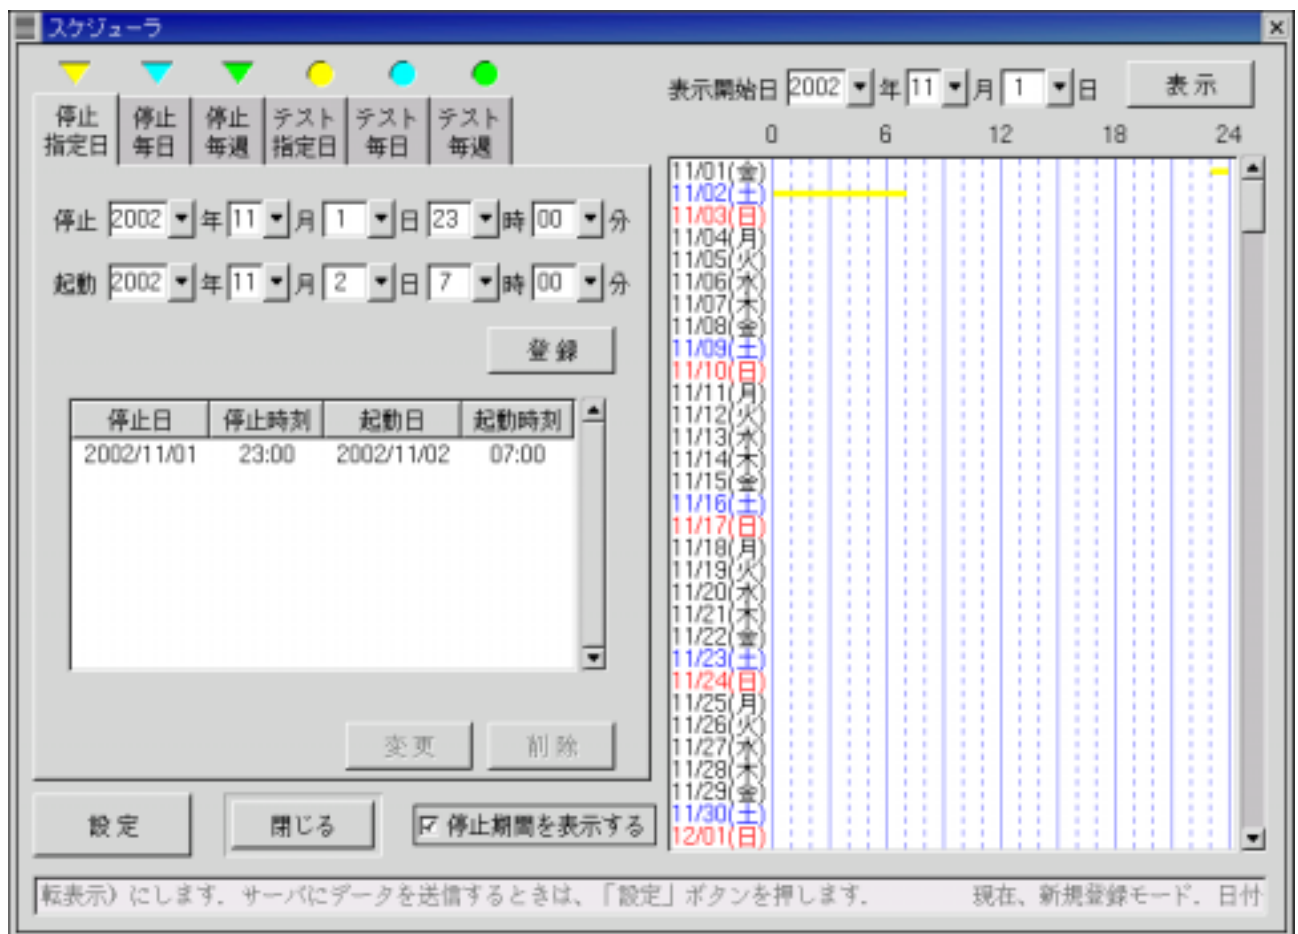 スケジューラ
停止
指定日
停止
毎日
停止
毎週
テスト
指定日
テスト
毎日
テスト
毎週
停止 2002 年 11 月 1 日 23 時 00 分
起動 2002 年 11 月 2 日 7 時 00 分
登録
停止日 停止時刻 起動日 起動時刻
2002/11/01 23:00 2002/11/02 07:00
変更 削除
設定 閉じる 停止期間を表示する
表示開始日 2002 年 11 月 1 日 表示
0 6 12 18 24
11/01(金)
11/02(土)
11/03(日)
11/04(月)
11/05(火)
11/06(水)
11/07(木)
11/08(金)
11/09(土)
11/10(日)
11/11(月)
11/12(火)
11/13(水)
11/14(木)
11/15(金)
11/16(土)
11/17(日)
11/18(月)
11/19(火)
11/20(水)
11/21(木)
11/22(金)
11/23(土)
11/24(日)
11/25(月)
11/26(火)
11/27(水)
11/28(木)
11/29(金)
11/30(土)
12/01(日)
転表示）にします．サーバにデータを送信するときは、「設定」ボタンを押します． 現在、新規登録モード．日付